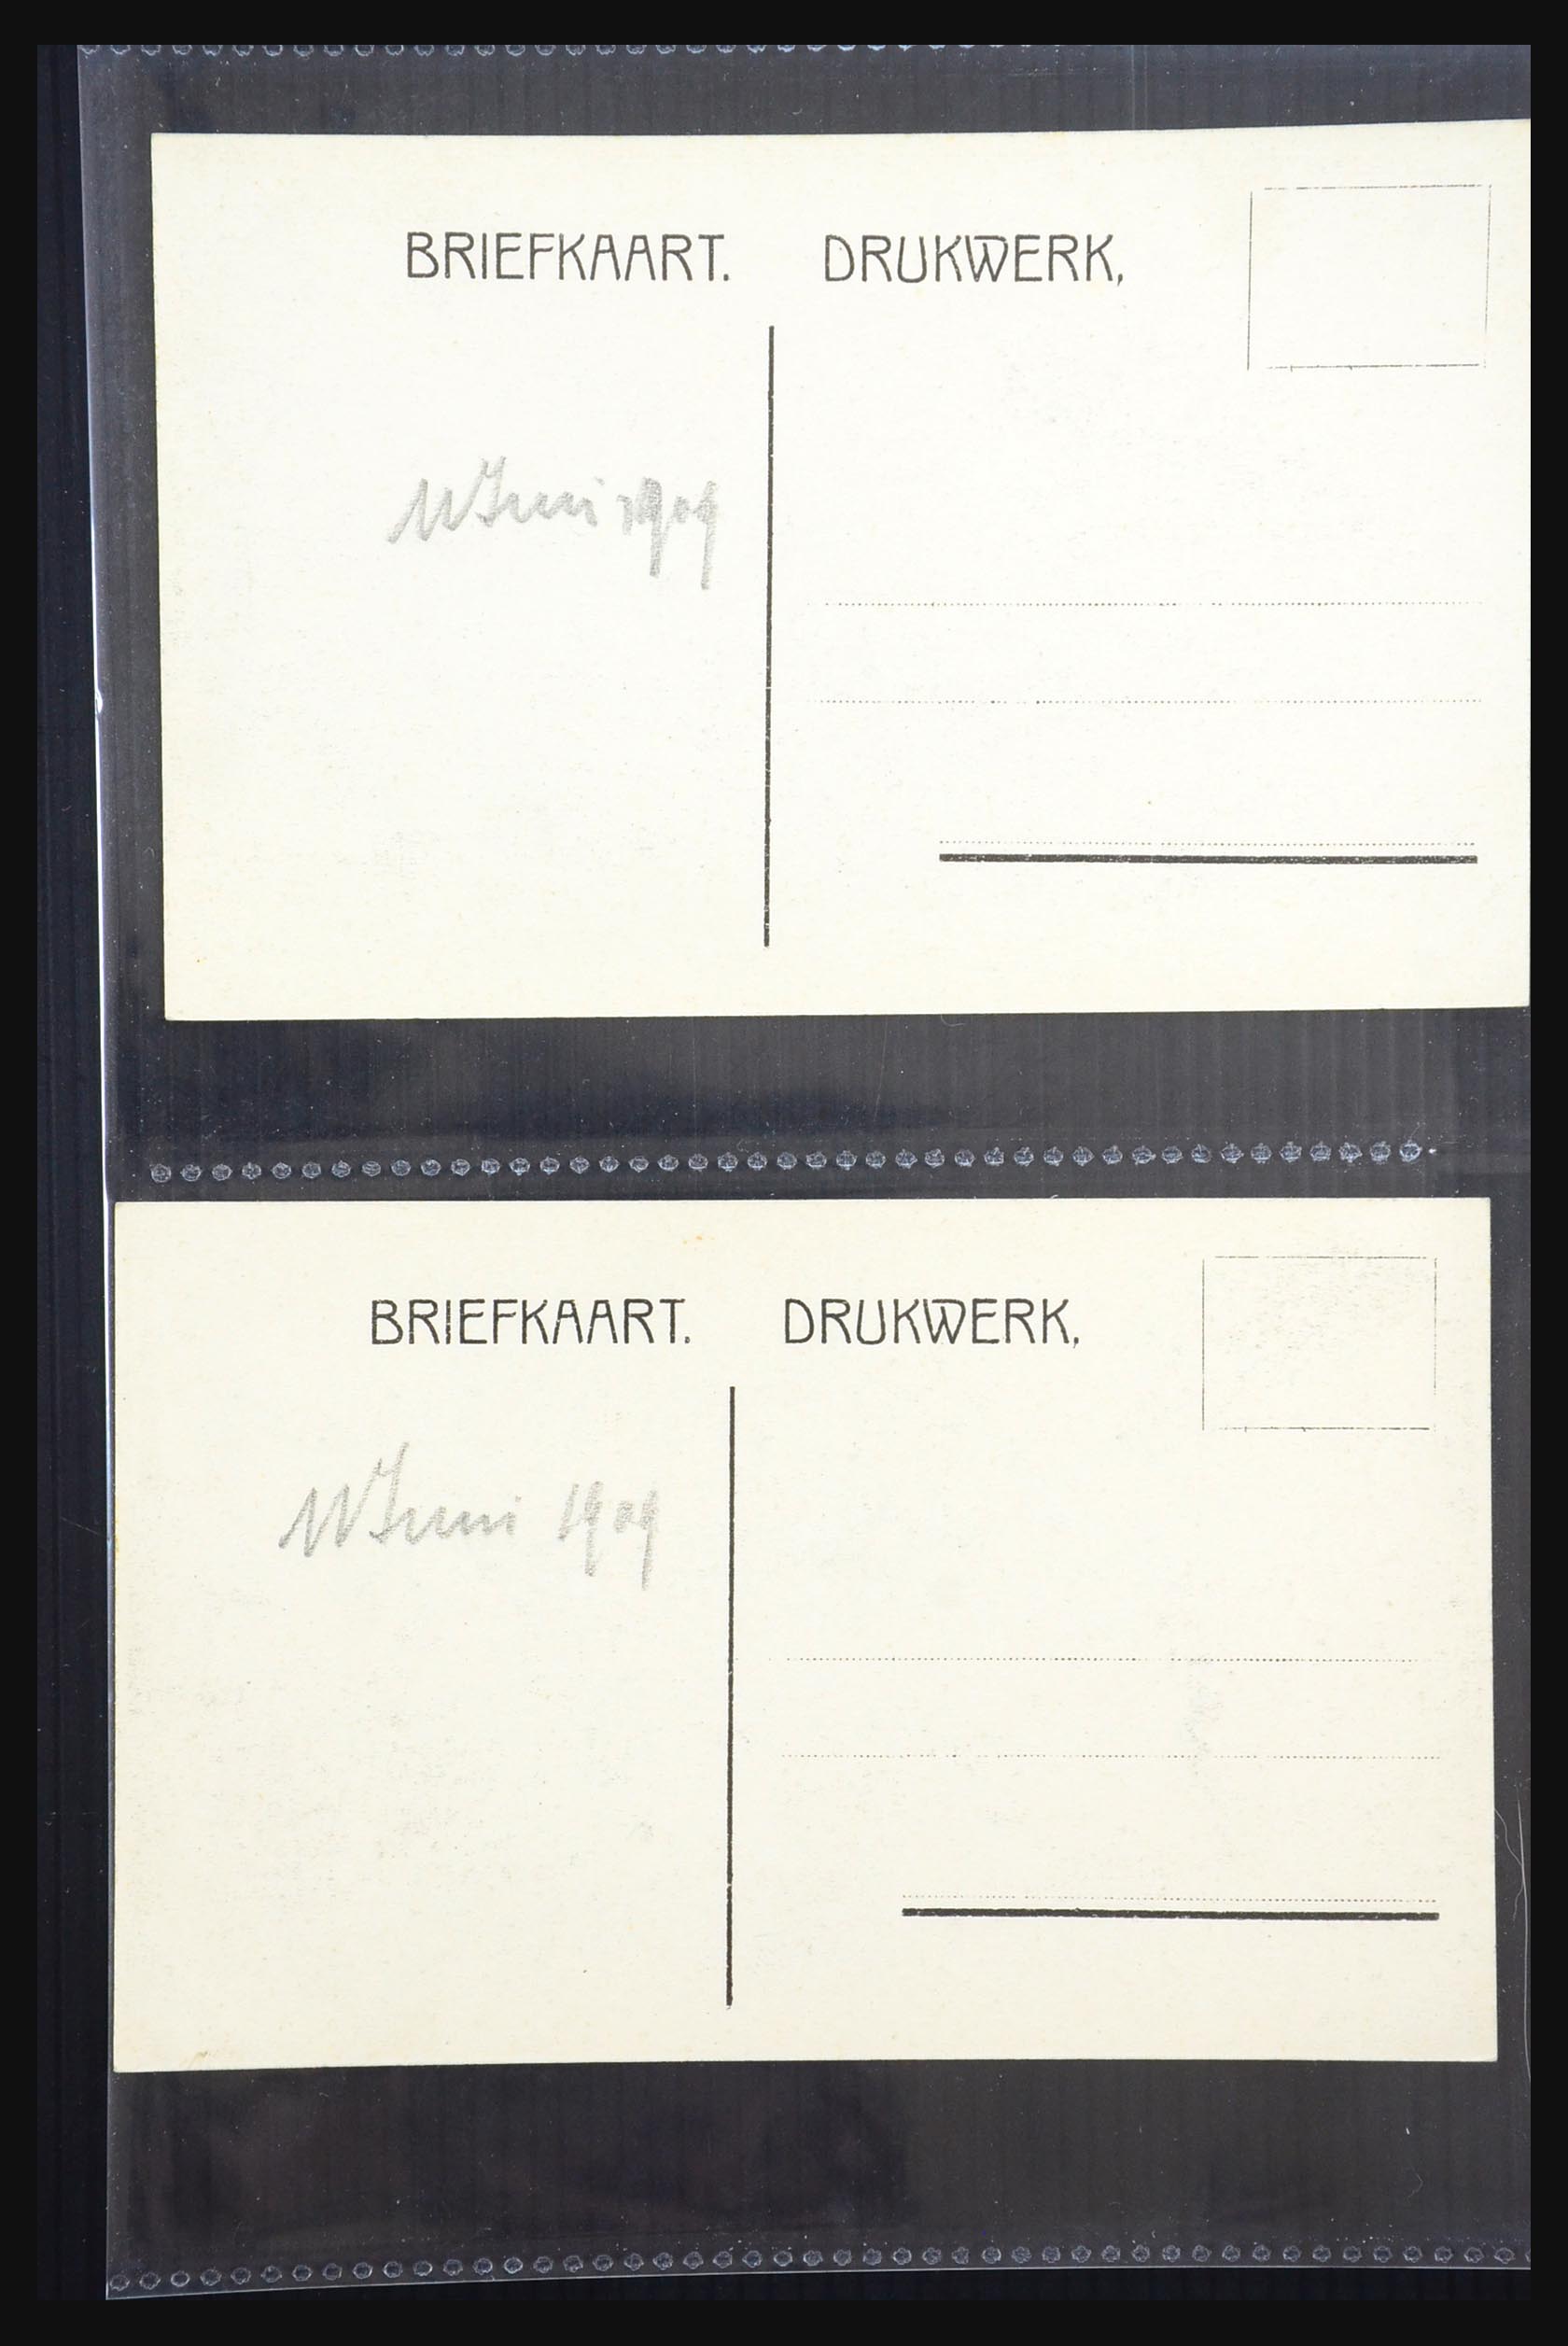 BRIEFKAART. DRUKWERK.
11 Juni 1909
BRIEFKAART. DRUKWERK.
11 Juni 1909